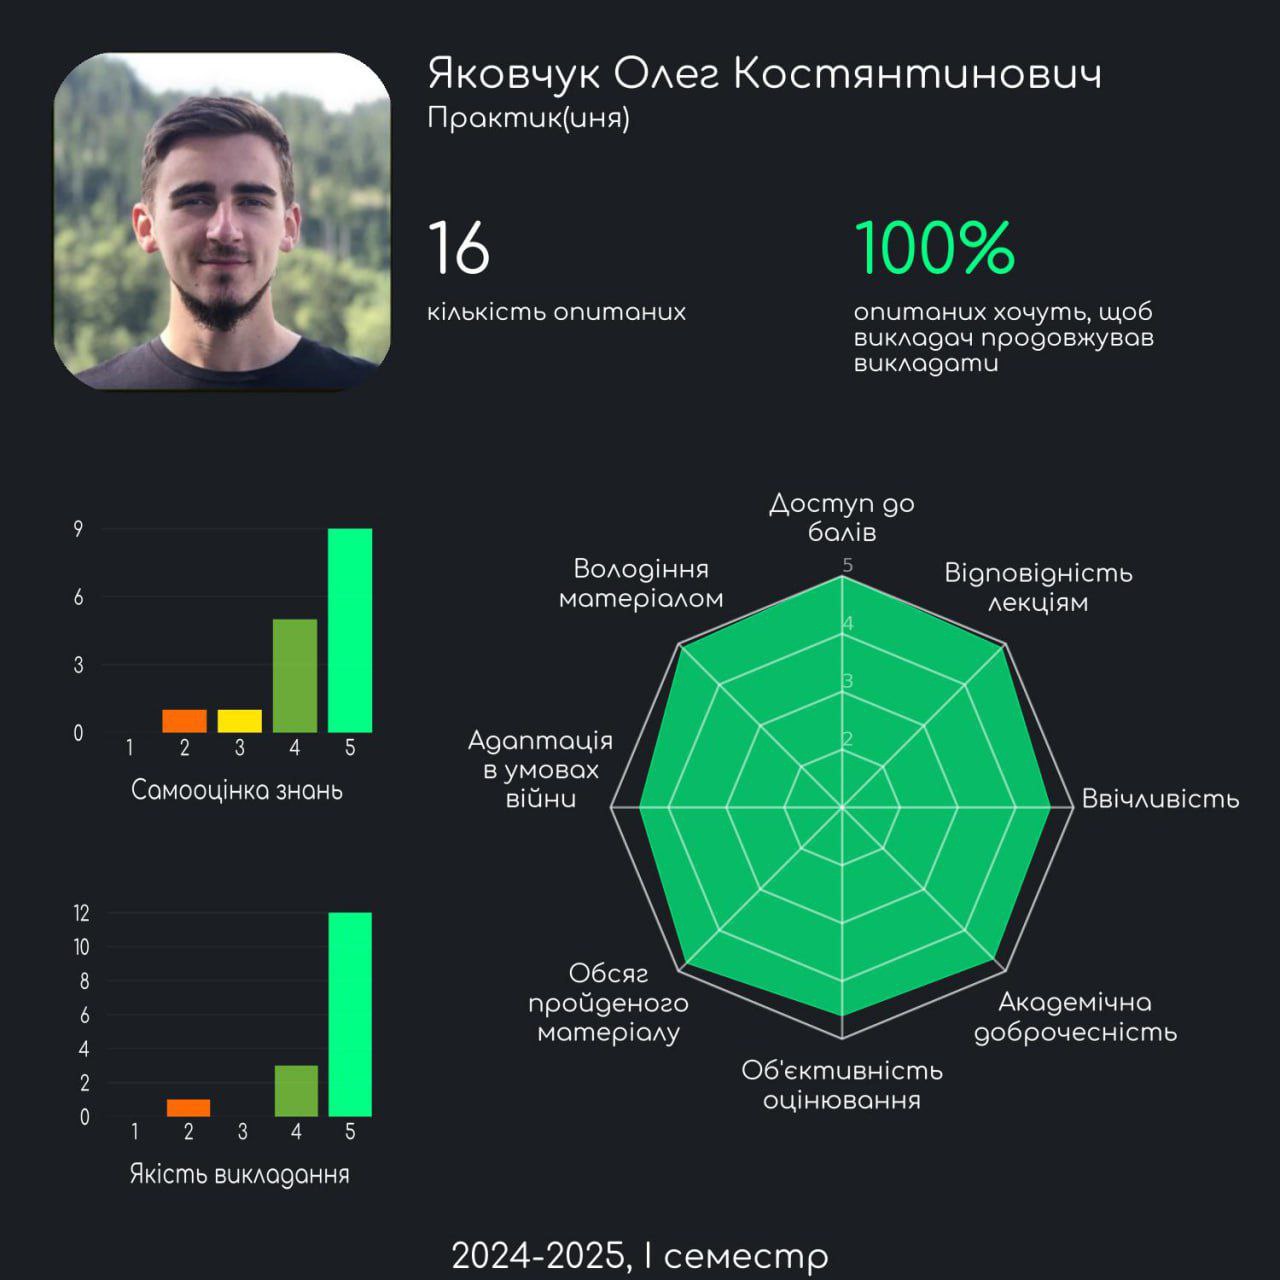 Яковчук Олег Костянтинович
Практик(иня)
16
кількість опитаних
100%
опитаних хочуть, щоб
викладач продовжував
викладати
9
6
3
0
1 2 3 4 5
Самооцінка знань
12
10
8
6
4
2
0
1 2 3 4 5
Якість викладання
Доступ до
балів
Відповідність
лекціям
Ввічливість
Академічна
доброчесність
Об'єктивність
оцінювання
Обсяг
пройденого
матеріалу
Адаптація
в умовах
війни
Володіння
матеріалом
5
4
3
2
2024-2025, І семестр